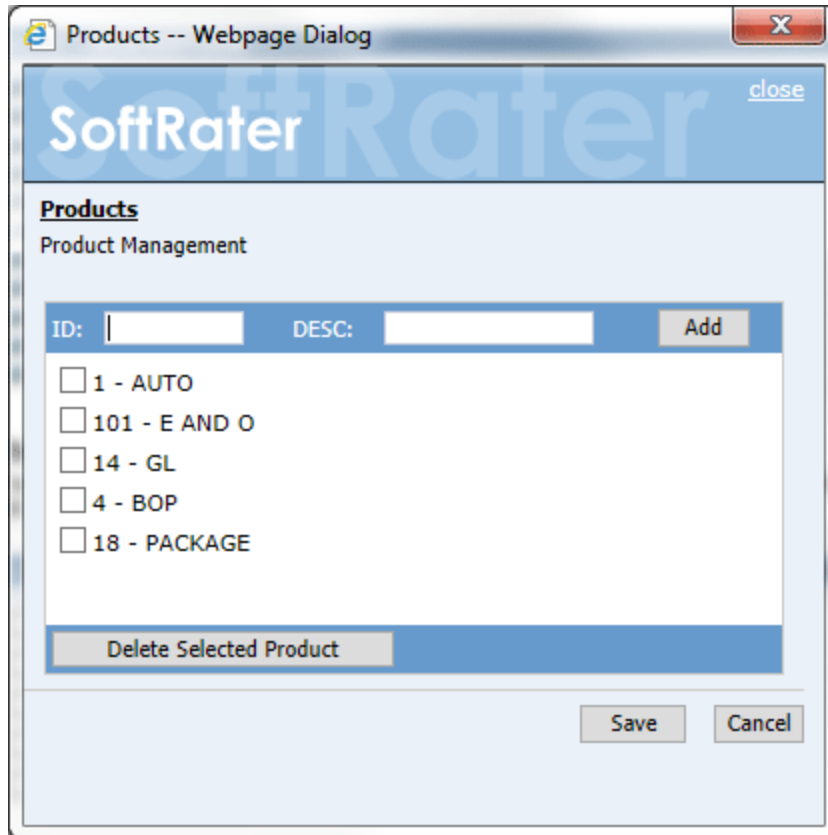 Products -- Webpage Dialog
close
SoftRater
SoftRater
Products
Product Management
ID: DESC: Add
1 - AUTO
101 - E AND O
14 - GL
4 - BOP
18 - PACKAGE
Delete Selected Product
Save Cancel